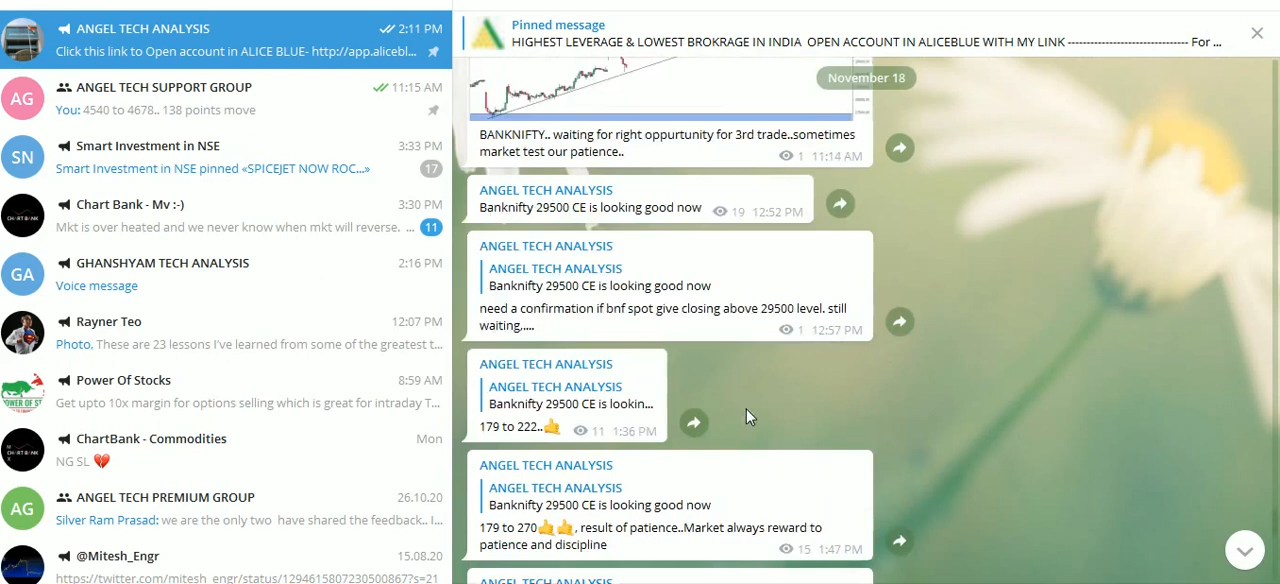 ANGEL TECH ANALYSIS
2:11 PM
Click this link to Open account in ALICE BLUE- http://app.alicebl...
AG
ANGEL TECH SUPPORT GROUP
11:15 AM
You: 4540 to 4678.. 138 points move
SN
Smart Investment in NSE
3:33 PM
Smart Investment in NSE pinned «SPICEJET NOW ROC...»
17
Chart Bank - Mv :-)
3:30 PM
Mkt is over heated and we never know when mkt will reverse. ...
11
GA
GHANSHYAM TECH ANALYSIS
2:16 PM
Voice message
Rayner Teo
12:07 PM
Photo, These are 23 lessons I've learned from some of the greatest t...
Power Of Stocks
8:59 AM
Get upto 10x margin for options selling which is great for intraday T...
ChartBank - Commodities
Mon
NG SL 💔
AG
ANGEL TECH PREMIUM GROUP
26.10.20
Silver Ram Prasad: we are the only two have shared the feedback.. I...
@Mitesh_Engr
15.08.20
https://twitter.com/mitesh_engr/status/1294615807230500867?s=21
Pinned message
HIGHEST LEVERAGE & LOWEST BROKRAGE IN INDIA OPEN ACCOUNT IN ALICEBLUE WITH MY LINK -------------------------------- For ...
November 18
BANKNIFTY.. waiting for right oppurtunity for 3rd trade..sometimes
market test our patience..
1 11:14 AM
ANGEL TECH ANALYSIS
Banknifty 29500 CE is looking good now
19 12:52 PM
ANGEL TECH ANALYSIS
ANGEL TECH ANALYSIS
Banknifty 29500 CE is looking good now
need a confirmation if bnf spot give closing above 29500 level. still
waiting.....
1 12:57 PM
ANGEL TECH ANALYSIS
ANGEL TECH ANALYSIS
Banknifty 29500 CE is lookin...
179 to 222..🤙
11 1:36 PM
ANGEL TECH ANALYSIS
ANGEL TECH ANALYSIS
Banknifty 29500 CE is looking good now
179 to 270🤙🤙, result of patience..Market always reward to
patience and discipline
15 1:47 PM
ANGEL TECH ANALYSIS